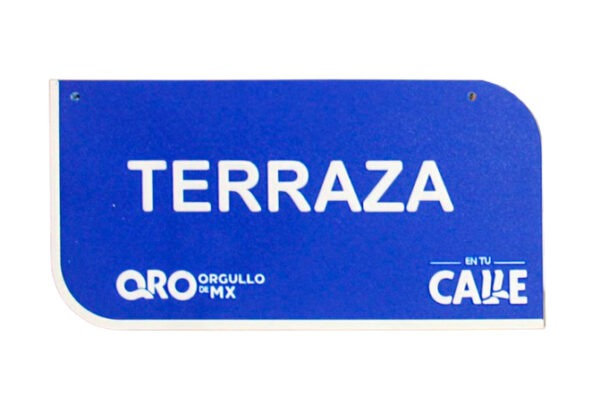 TERRAZA
QRO ORGULLO
DE MX
EN TU
CALLE